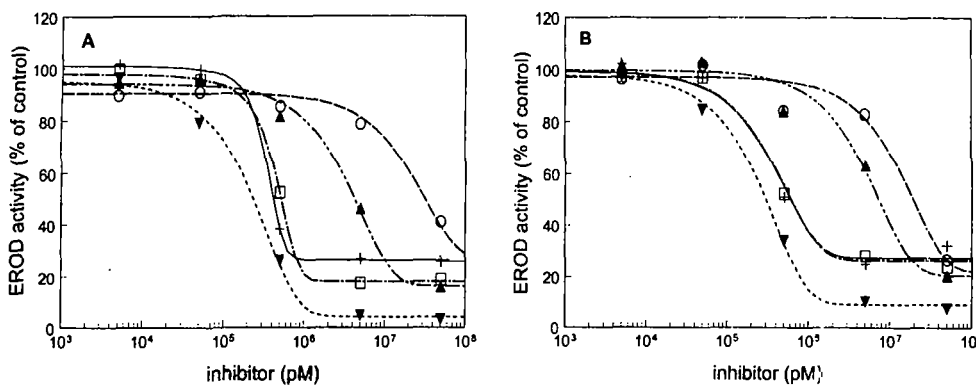 120
100
80
60
40
20
0
EROD activity (% of control)
A
10³ 10⁴ 10⁵ 10⁶ 10⁷ 10⁸
inhibitor (pM)
120
100
80
60
40
20
0
EROD activity (% of control)
B
10³ 10⁴ 10⁵ 10⁶ 10⁷ 10
inhibitor (pM)